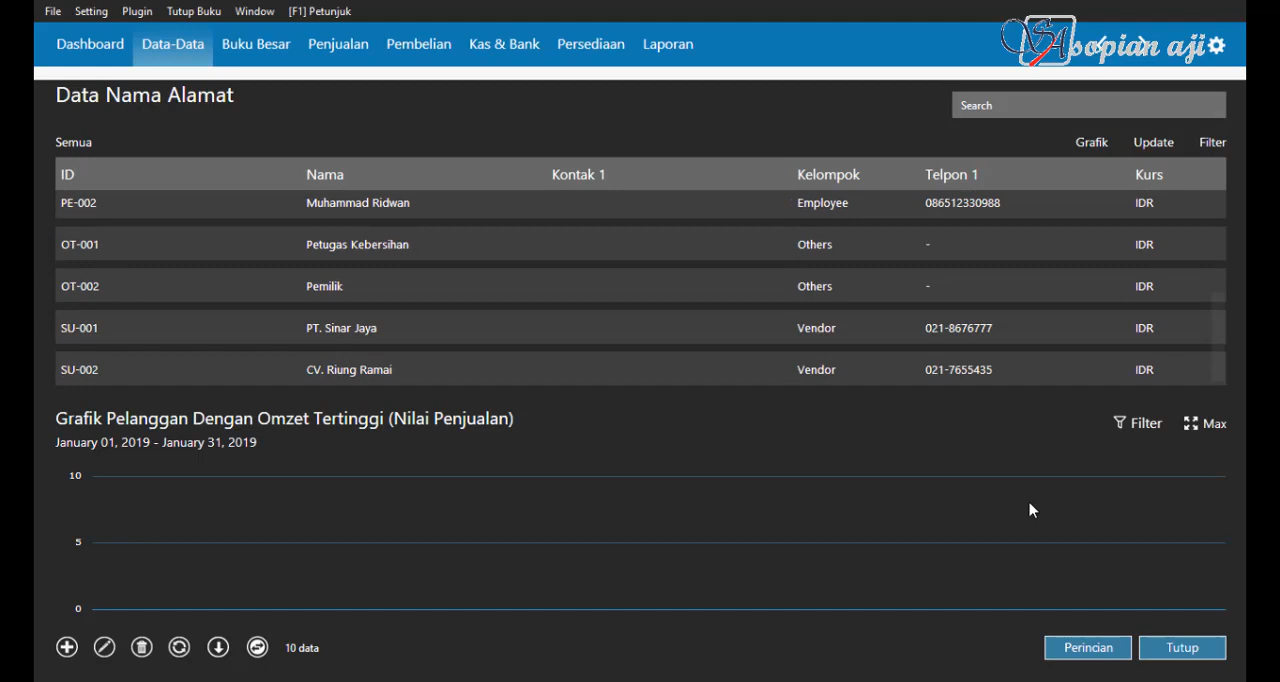 File Setting Plugin Tutup Buku Window [F1] Petunjuk
Dashboard Data-Data Buku Besar Penjualan Pembelian Kas & Bank Persediaan Laporan
sopian aji
Data Nama Alamat
Search
Semua Grafik Update Filter
ID Nama Kontak 1 Kelompok Telpon 1 Kurs
PE-002 Muhammad Ridwan Employee 086512330988 IDR
OT-001 Petugas Kebersihan Others - IDR
OT-002 Pemilik Others - IDR
SU-001 PT. Sinar Jaya Vendor 021-8676777 IDR
SU-002 CV. Riung Ramai Vendor 021-7655435 IDR
Grafik Pelanggan Dengan Omzet Tertinggi (Nilai Penjualan)
Filter Max
January 01, 2019 - January 31, 2019
10
5
0
10 data Perincian Tutup